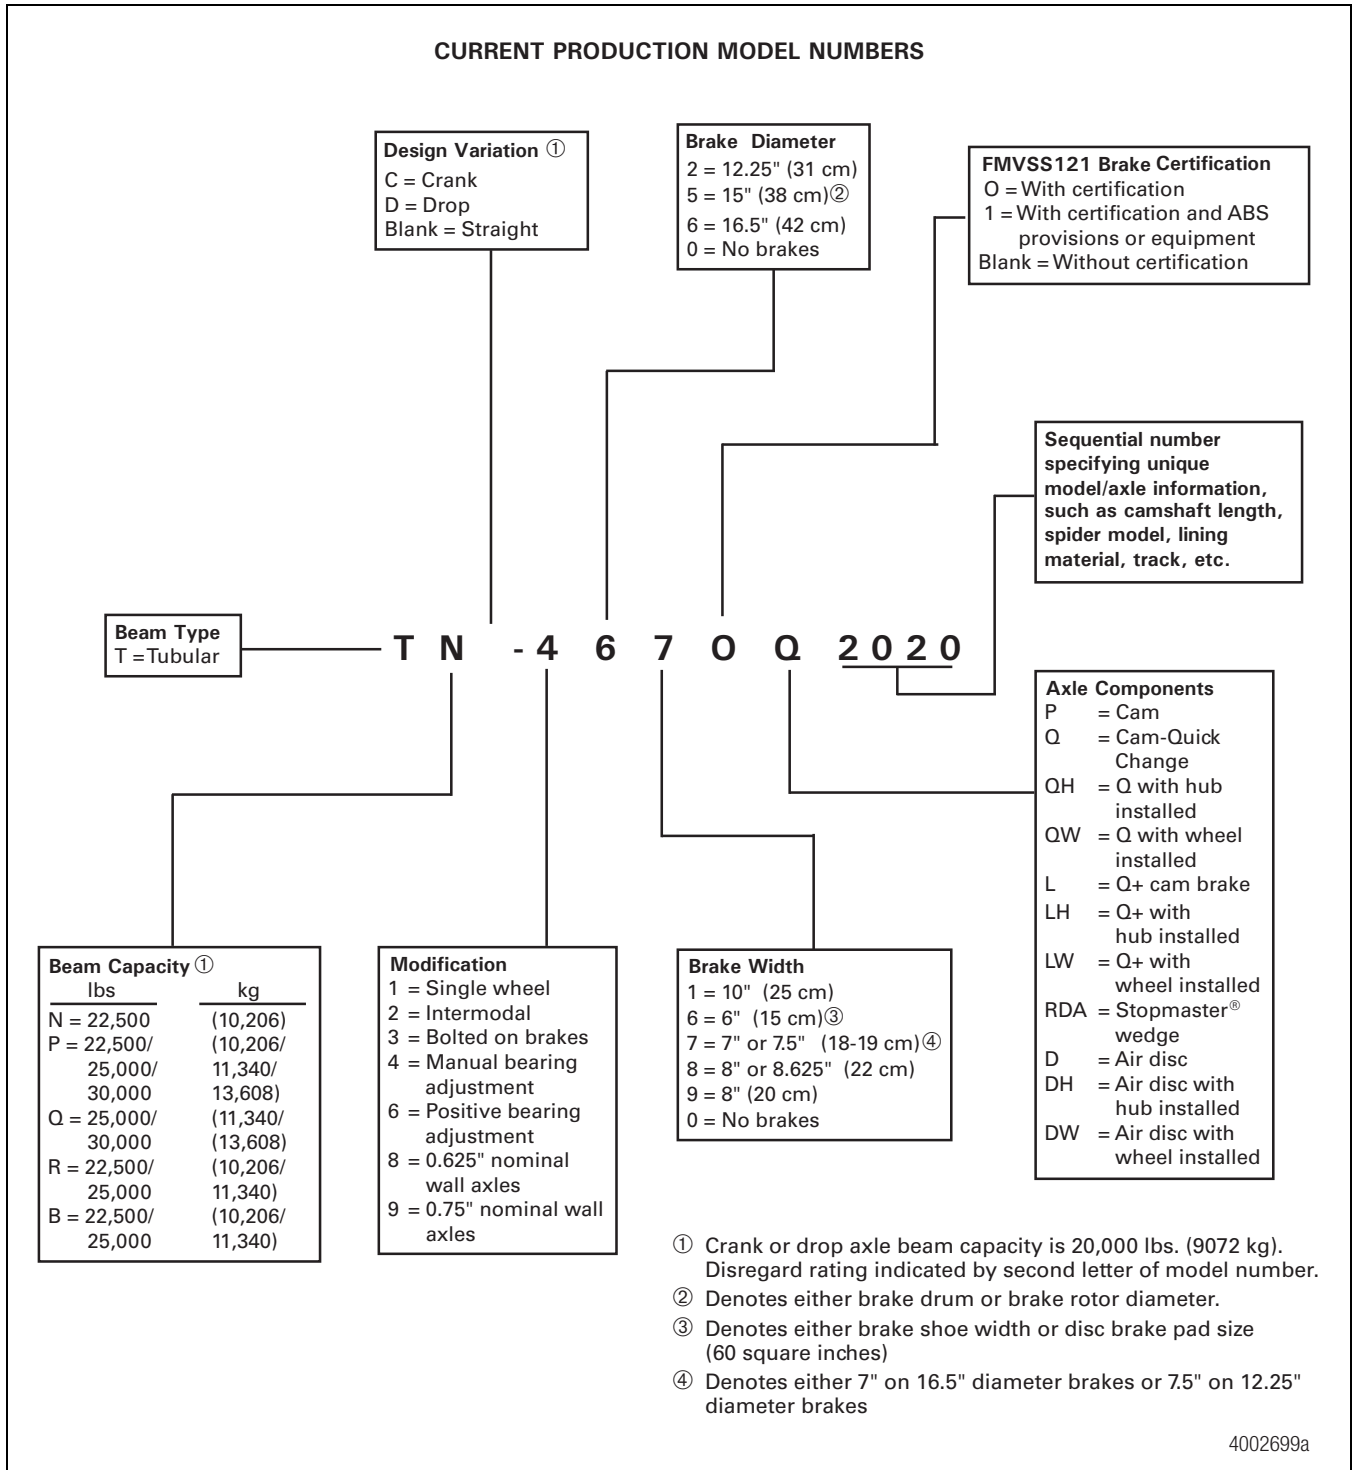 CURRENT PRODUCTION MODEL NUMBERS
Design Variation ①
C = Crank
D = Drop
Blank = Straight
Brake Diameter
2 = 12.25" (31 cm)
5 = 15" (38 cm)②
6 = 16.5" (42 cm)
0 = No brakes
FMVSS121 Brake Certification
O = With certification
1 = With certification and ABS
provisions or equipment
Blank = Without certification
Sequential number
specifying unique
model/axle information,
such as camshaft length,
spider model, lining
material, track, etc.
Beam Type
T = Tubular
T N - 4 6 7 O Q 2 0 2 0
Beam Capacity ①
lbs kg
N = 22,500 (10,206)
P = 22,500/ (10,206/
25,000/ 11,340/
30,000 13,608)
Q = 25,000/ (11,340/
30,000 (13,608)
R = 22,500/ (10,206/
25,000 11,340)
B = 22,500/ (10,206/
25,000 11,340)
Modification
1 = Single wheel
2 = Intermodal
3 = Bolted on brakes
4 = Manual bearing
adjustment
6 = Positive bearing
adjustment
8 = 0.625" nominal
wall axles
9 = 0.75" nominal wall
axles
Brake Width
1 = 10" (25 cm)
6 = 6" (15 cm)③
7 = 7" or 7.5" (18-19 cm)④
8 = 8" or 8.625" (22 cm)
9 = 8" (20 cm)
0 = No brakes
Axle Components
P = Cam
Q = Cam-Quick
Change
QH = Q with hub
installed
QW = Q with wheel
installed
L = Q+ cam brake
LH = Q+ with
hub installed
LW = Q+ with
wheel installed
RDA = Stopmaster®
wedge
D = Air disc
DH = Air disc with
hub installed
DW = Air disc with
wheel installed
① Crank or drop axle beam capacity is 20,000 lbs. (9072 kg).
Disregard rating indicated by second letter of model number.
② Denotes either brake drum or brake rotor diameter.
③ Denotes either brake shoe width or disc brake pad size
(60 square inches)
④ Denotes either 7" on 16.5" diameter brakes or 7.5" on 12.25"
diameter brakes
4002699a